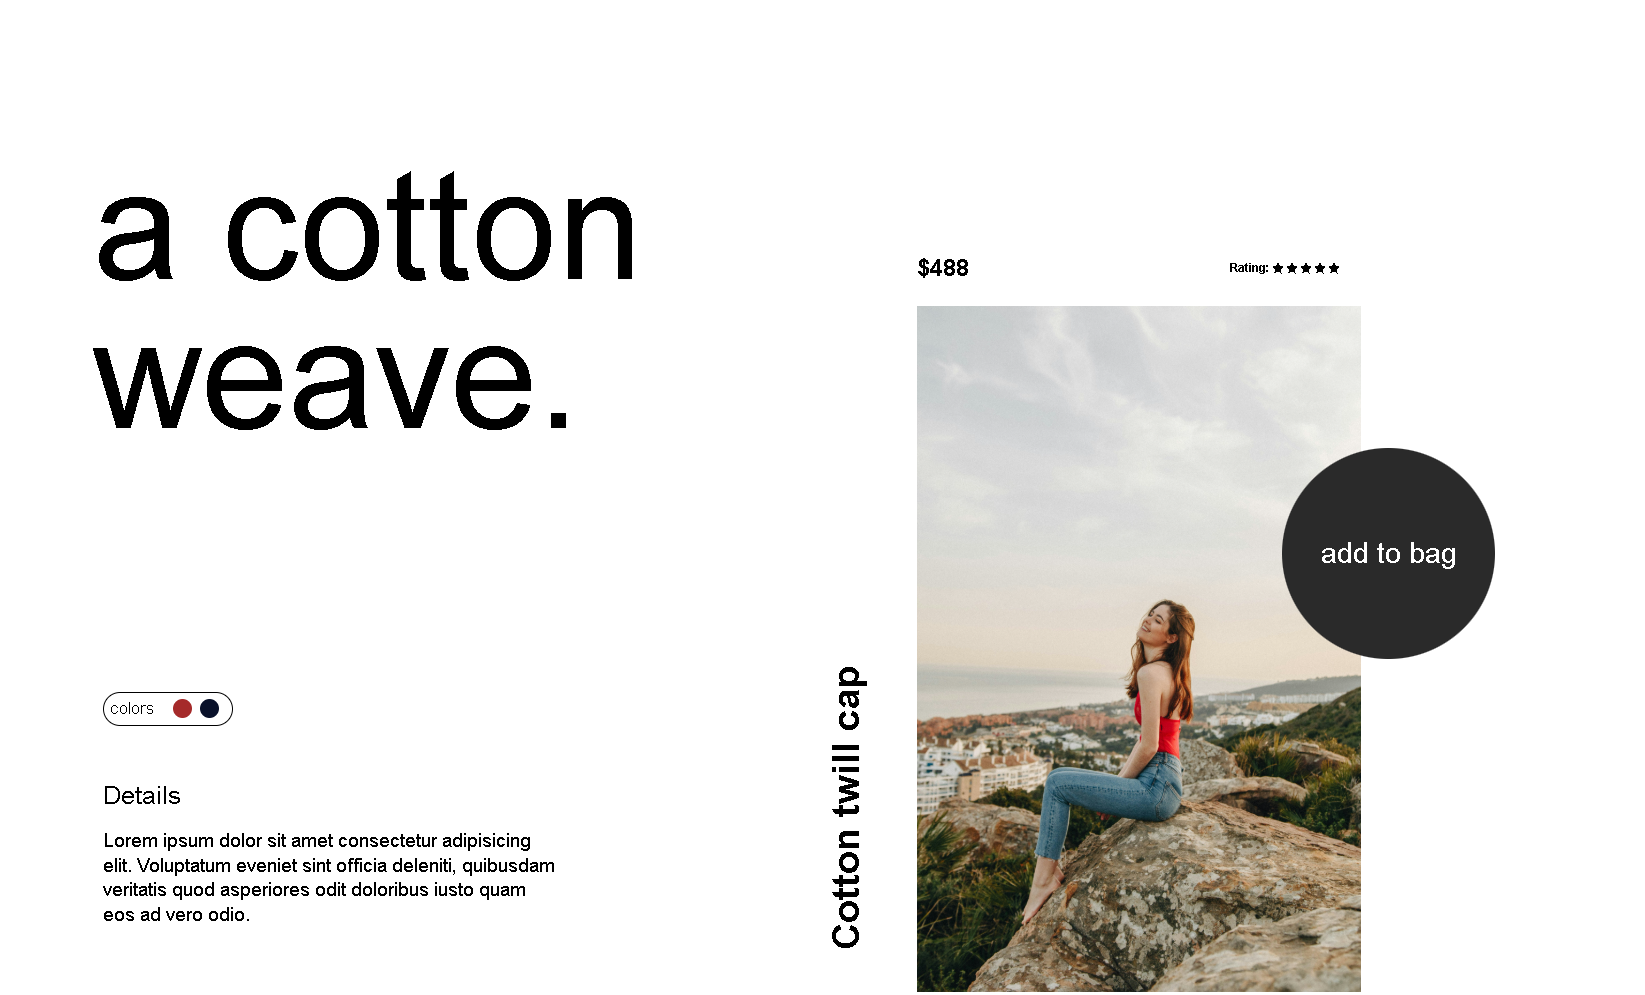 a cotton
weave.
$488
Rating: ★★★★★
add to bag
Cotton twill cap
colors
Details
Lorem ipsum dolor sit amet consectetur adipisicing
elit. Voluptatum eveniet sint officia deleniti, quibusdam
veritatis quod asperiores odit doloribus iusto quam
eos ad vero odio.